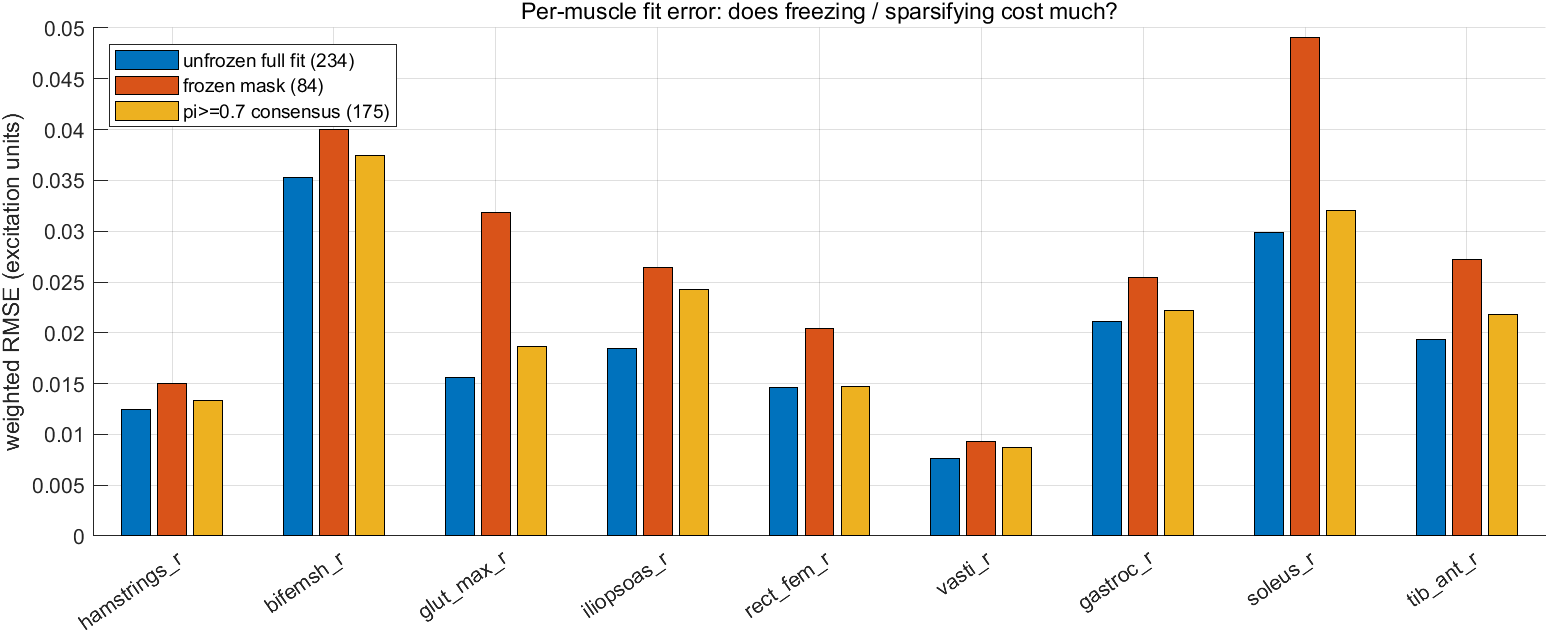 Per-muscle fit error: does freezing / sparsifying cost much?
weighted RMSE (excitation units)
0.05
0.045
0.04
0.035
0.03
0.025
0.02
0.015
0.01
0.005
0
unfrozen full fit (234)
frozen mask (84)
pi>=0.7 consensus (175)
hamstrings_r
bifemsh_r
glut_max_r
iliopsoas_r
rect_fem_r
vasti_r
gastroc_r
soleus_r
tib_ant_r